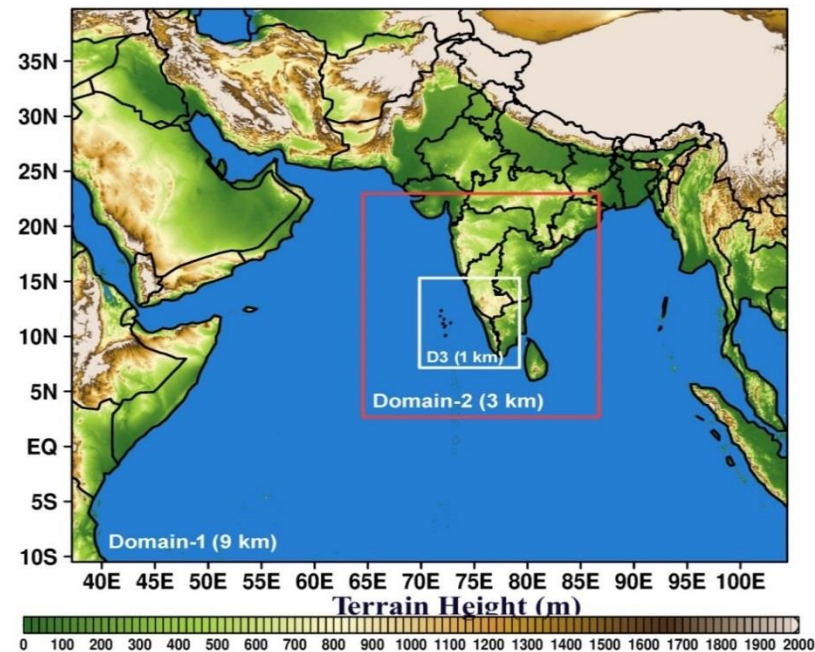 35N
30N
25N
20N
15N
10N
5N
EQ
5S
10S
D3 (1 km)
Domain-2 (3 km)
Domain-1 (9 km)
40E 45E 50E 55E 60E 65E 70E 75E 80E 85E 90E 95E 100E
Terrain Height (m)
0 100 200 300 400 500 600 700 800 900 1000 1100 1200 1300 1400 1500 1600 1700 1800 1900 2000